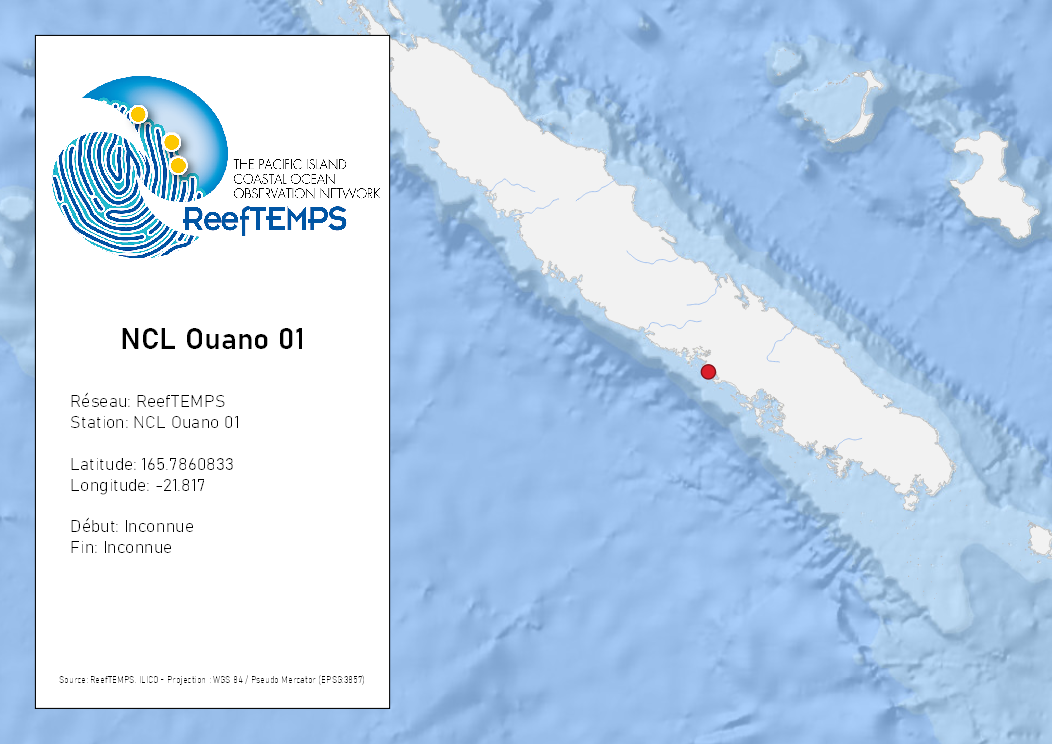 THE PACIFIC ISLAND
COASTAL OCEAN
OBSERVATION NETWORK
ReefTEMPS
NCL Ouano 01
Réseau: ReefTEMPS
Station: NCL Ouano 01
Latitude: 165.7860833
Longitude: -21.817
Début: Inconnue
Fin: Inconnue
Source: ReefTEMPS, ILICO - Projection : WGS 84 / Pseudo Mercator (EPSG:3857)